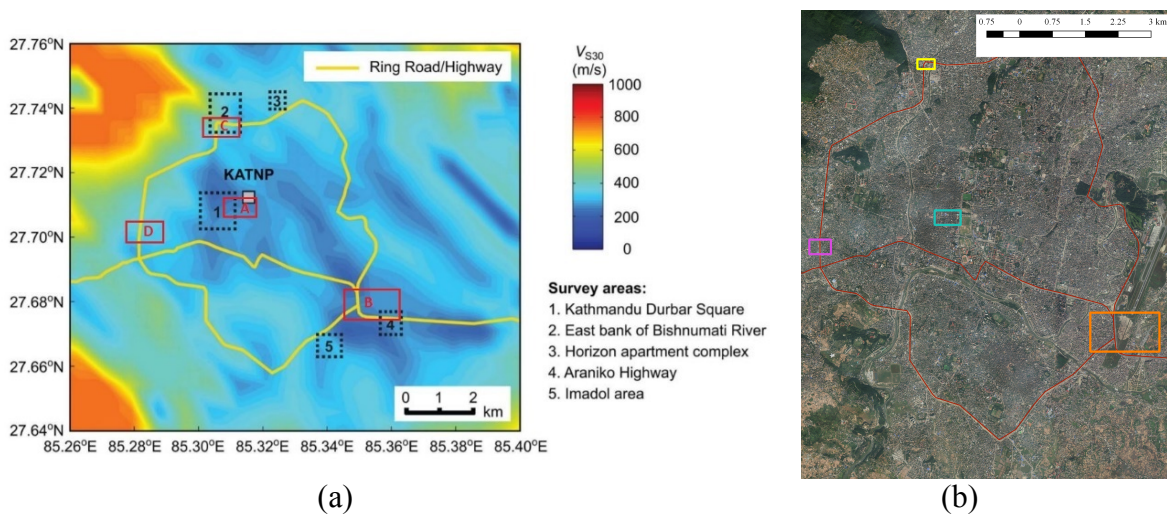 27.76°N
27.74°N
27.72°N
27.70°N
27.68°N
27.66°N
27.64°N
85.26°E 85.28°E 85.30°E 85.32°E 85.34°E 85.36°E 85.38°E 85.40°E
Ring Road/Highway
2
C
3
KATNP
1
A
D
B
4
5
0 1 2
km
VS30
(m/s)
1000
800
600
400
200
0
Survey areas:
1. Kathmandu Durbar Square
2. East bank of Bishnumati River
3. Horizon apartment complex
4. Araniko Highway
5. Imadol area
(a)
0.75 0 0.75 1.5 2.25 3 km
(b)